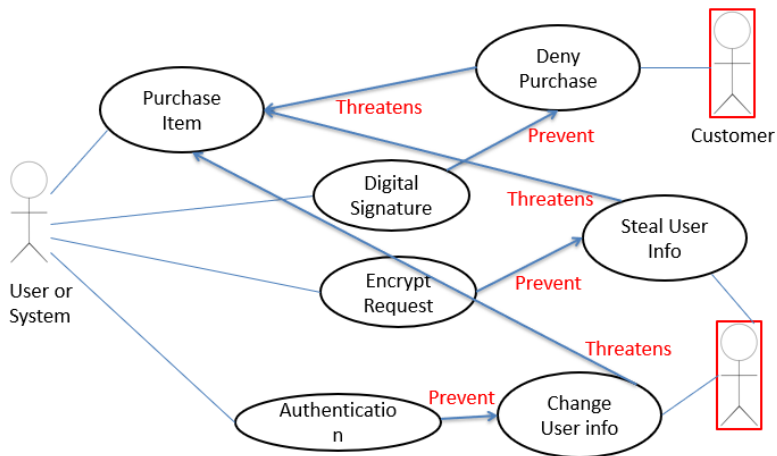 Deny
Purchase
Purchase
Item
Threatens
Customer
Prevent
Digital
Signature
Threatens
Steal User
Info
Encrypt
Request
Prevent
User or
System
Threatens
Prevent
Authenticatio
n
Change
User info